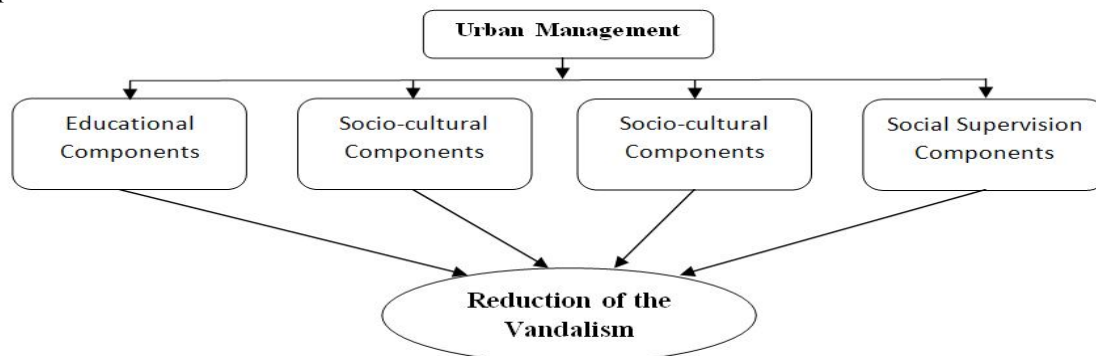 Urban Management
Educational
Components
Socio-cultural
Components
Socio-cultural
Components
Social Supervision
Components
Reduction of the
Vandalism